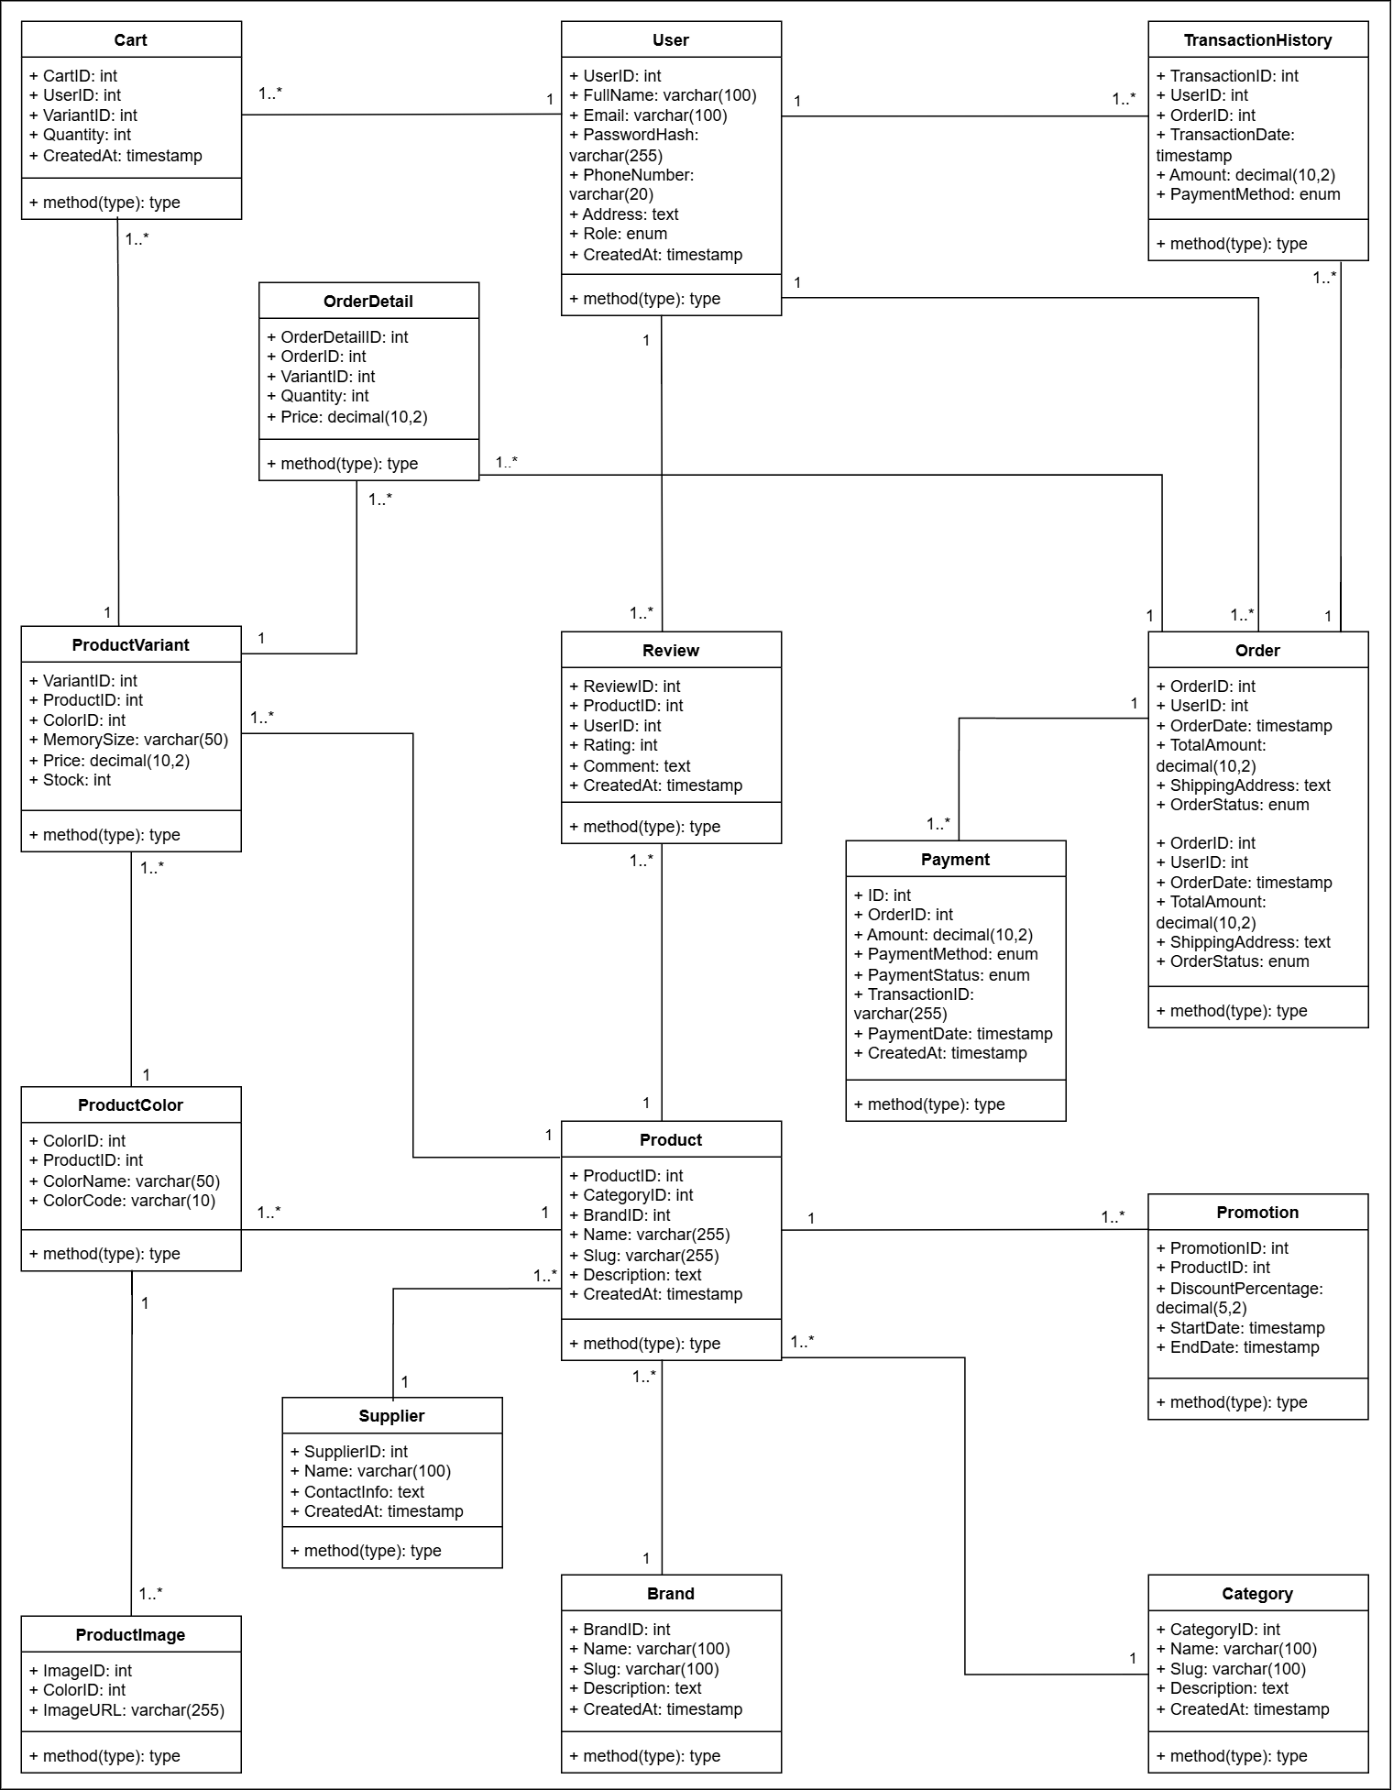 Cart
+ CartID: int
+ UserID: int
+ VariantID: int
+ Quantity: int
+ CreatedAt: timestamp
+ method(type): type
1..*
1
User
+ UserID: int
+ FullName: varchar(100)
+ Email: varchar(100)
+ PasswordHash:
varchar(255)
+ PhoneNumber:
varchar(20)
+ Address: text
+ Role: enum
+ CreatedAt: timestamp
+ method(type): type
1
1..*
TransactionHistory
+ TransactionID: int
+ UserID: int
+ OrderID: int
+ TransactionDate:
timestamp
+ Amount: decimal(10,2)
+ PaymentMethod: enum
+ method(type): type
1..*
1
1..*
1
OrderDetail
+ OrderDetailID: int
+ OrderID: int
+ VariantID: int
+ Quantity: int
+ Price: decimal(10,2)
+ method(type): type
1..*
1..*
1
1
1..*
1
1..*
1
ProductVariant
+ VariantID: int
+ ProductID: int
+ ColorID: int
+ MemorySize: varchar(50)
+ Price: decimal(10,2)
+ Stock: int
+ method(type): type
1..*
1..*
Review
+ ReviewID: int
+ ProductID: int
+ UserID: int
+ Rating: int
+ Comment: text
+ CreatedAt: timestamp
+ method(type): type
1..*
Order
+ OrderID: int
+ UserID: int
+ OrderDate: timestamp
+ TotalAmount:
decimal(10,2)
+ ShippingAddress: text
+ OrderStatus: enum
+ OrderID: int
+ UserID: int
+ OrderDate: timestamp
+ TotalAmount:
decimal(10,2)
+ ShippingAddress: text
+ OrderStatus: enum
+ method(type): type
1
1..*
Payment
+ ID: int
+ OrderID: int
+ Amount: decimal(10,2)
+ PaymentMethod: enum
+ PaymentStatus: enum
+ TransactionID:
varchar(255)
+ PaymentDate: timestamp
+ CreatedAt: timestamp
+ method(type): type
1
ProductColor
+ ColorID: int
+ ProductID: int
+ ColorName: varchar(50)
+ ColorCode: varchar(10)
+ method(type): type
1..*
1
1
1
1
Product
+ ProductID: int
+ CategoryID: int
+ BrandID: int
+ Name: varchar(255)
+ Slug: varchar(255)
+ Description: text
+ CreatedAt: timestamp
+ method(type): type
1..*
1..*
1..*
1
1..*
Promotion
+ PromotionID: int
+ ProductID: int
+ DiscountPercentage:
decimal(5,2)
+ StartDate: timestamp
+ EndDate: timestamp
+ method(type): type
1
Supplier
+ SupplierID: int
+ Name: varchar(100)
+ ContactInfo: text
+ CreatedAt: timestamp
+ method(type): type
1..*
ProductImage
+ ImageID: int
+ ColorID: int
+ ImageURL: varchar(255)
+ method(type): type
1
Brand
+ BrandID: int
+ Name: varchar(100)
+ Slug: varchar(100)
+ Description: text
+ CreatedAt: timestamp
+ method(type): type
1
Category
+ CategoryID: int
+ Name: varchar(100)
+ Slug: varchar(100)
+ Description: text
+ CreatedAt: timestamp
+ method(type): type